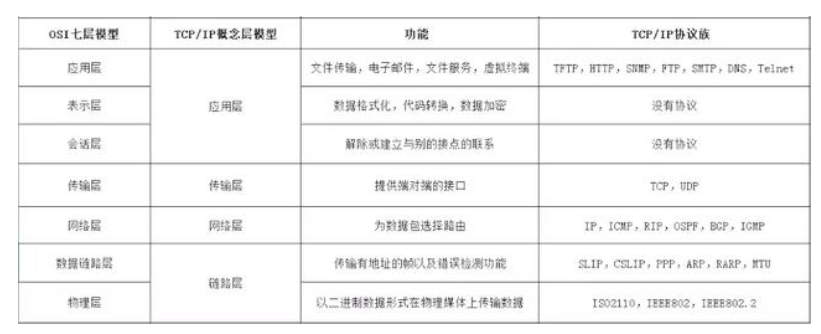 OSI七层模型 TCP/IP概念层模型 功能 TCP/IP协议族
应用层 文件传输，电子邮件，文件服务，虚拟终端 TFTP，HTTP，SNMP，FTP，SMTP，DNS，Telnet
表示层 应用层 数据格式化，代码转换，数据加密 没有协议
会话层 解除或建立与别的接点的联系 没有协议
传输层 传输层 提供端对端的接口 TCP，UDP
网络层 网络层 为数据包选择路由 IP，ICMP，RIP，OSPF，BGP，IGMP
数据链路层 传输有地址的帧以及错误检测功能 SLIP，CSLIP，PPP，ARP，RARP，MTU
链路层
物理层 以二进制数据形式在物理媒体上传输数据 ISO2110，IEEE802，IEEE802.2